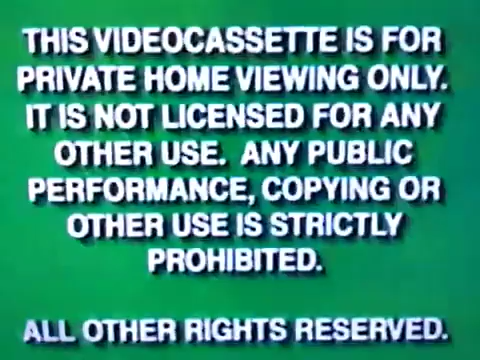 THIS VIDEOCASSETTE IS FOR
PRIVATE HOME VIEWING ONLY.
IT IS NOT LICENSED FOR ANY
OTHER USE.  ANY PUBLIC
PERFORMANCE, COPYING OR
OTHER USE IS STRICTLY
PROHIBITED.
ALL OTHER RIGHTS RESERVED.